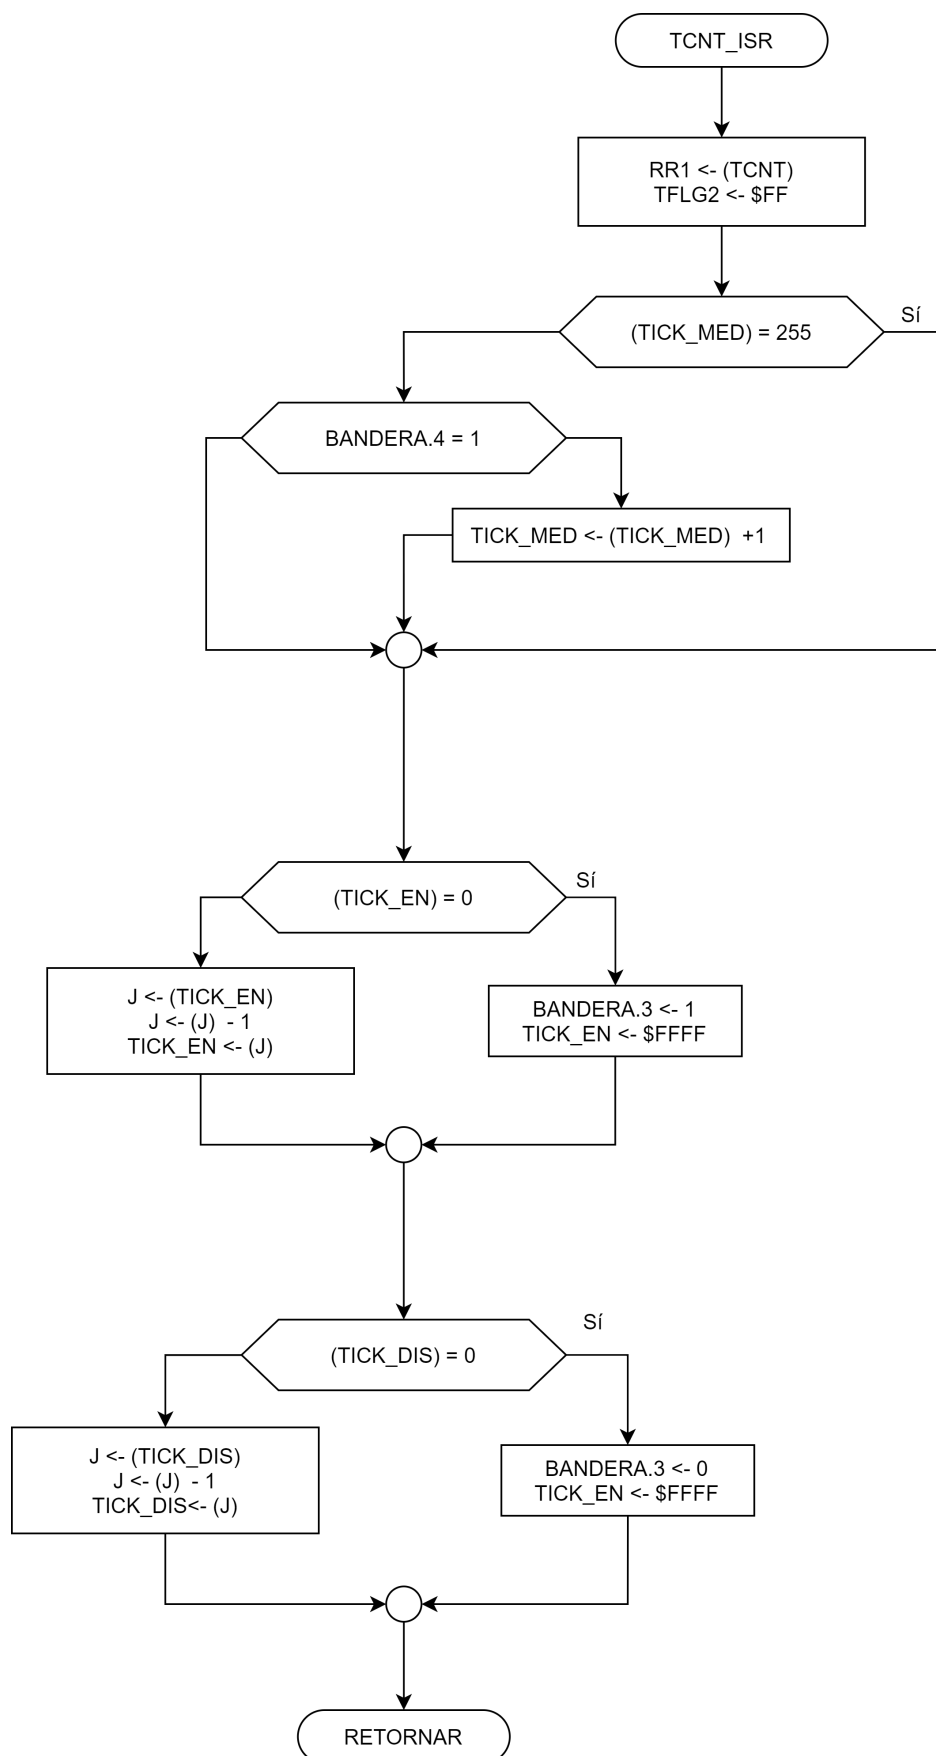 TCNT_ISR
RR1 <- (TCNT)
TFLG2 <- $FF
(TICK_MED) = 255
Sí
BANDERA.4 = 1
TICK_MED <- (TICK_MED) +1
(TICK_EN) = 0
Sí
J <- (TICK_EN)
J <- (J) - 1
TICK_EN <- (J)
BANDERA.3 <- 1
TICK_EN <- $FFFF
(TICK_DIS) = 0
Sí
J <- (TICK_DIS)
J <- (J) - 1
TICK_DIS<- (J)
BANDERA.3 <- 0
TICK_EN <- $FFFF
RETORNAR